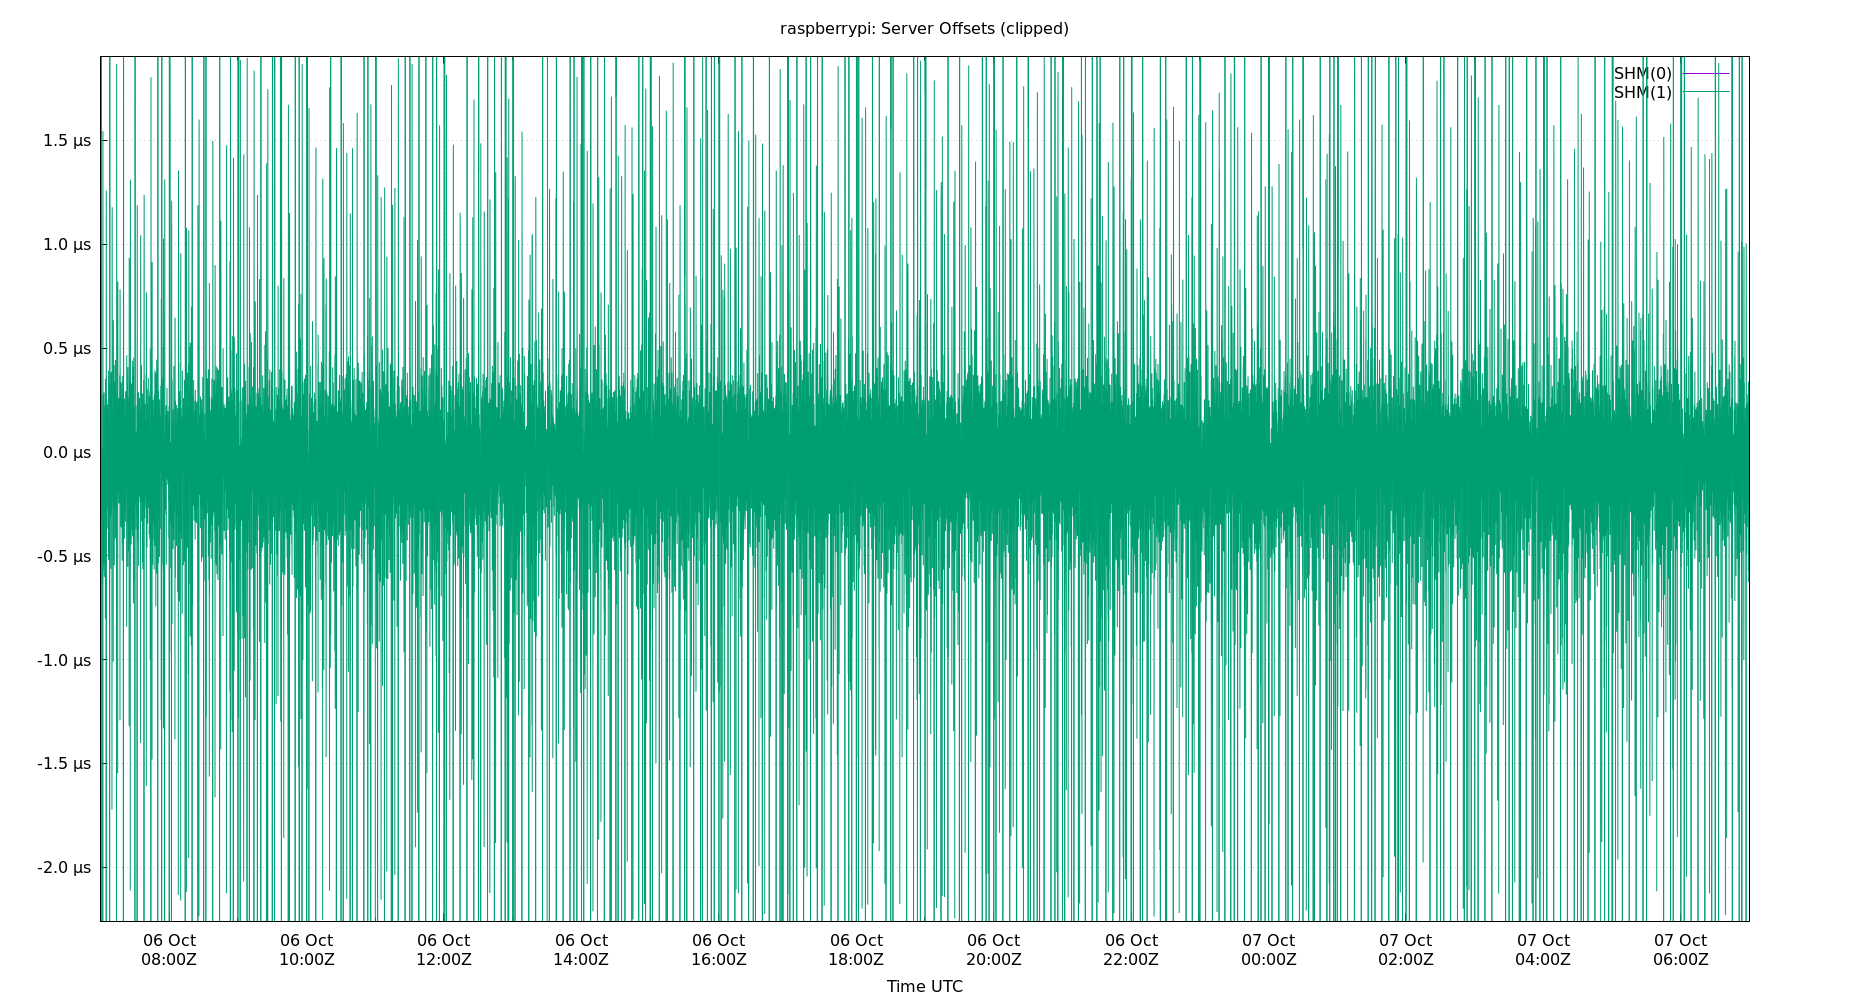 raspberrypi: Server Offsets (clipped)
SHM(0)
SHM(1)
1.5 µs
1.0 µs
0.5 µs
0.0 µs
-0.5 µs
-1.0 µs
-1.5 µs
-2.0 µs
06 Oct 06 Oct 06 Oct 06 Oct 06 Oct 06 Oct 06 Oct 06 Oct 07 Oct 07 Oct 07 Oct 07 Oct
08:00Z 10:00Z 12:00Z 14:00Z 16:00Z 18:00Z 20:00Z 22:00Z 00:00Z 02:00Z 04:00Z 06:00Z
Time UTC